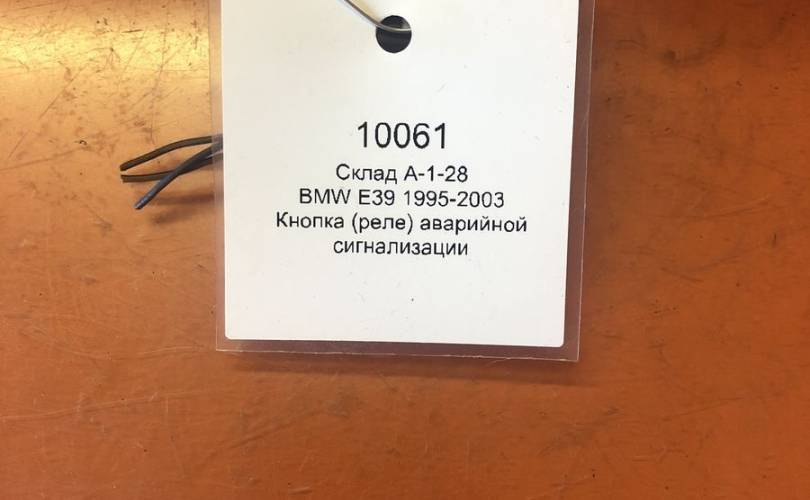 10061
Склад А-1-28
BMW E39 1995-2003
Кнопка (реле) аварийной
сигнализации